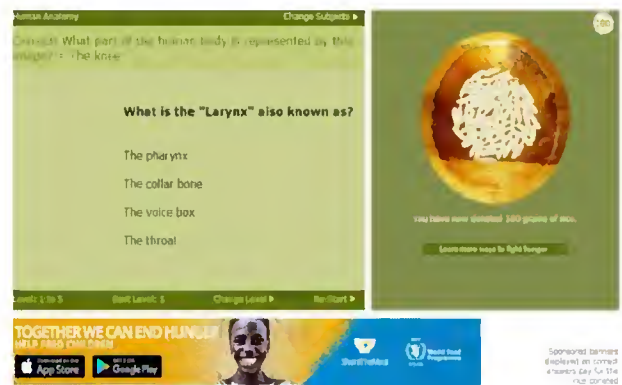 Human Anatomy
Change Subjects ▶
Correct! What part of the human body is represented by this
image? = The knee
What is the "Larynx" also known as?
The pharynx
The collar bone
The voice box
The throat
Level: 1 to 5
Best Level: 5
Change Level ▶
Re-Start ▶
100
You have now donated 100 grains of rice.
Learn more ways to fight hunger
TOGETHER WE CAN END HUNGER
HELP FEED CHILDREN
App Store
Google Play
ShareTheMeal
World Food
Programme
Sponsored banners
displayed on correct
answers pay for the
rice donated